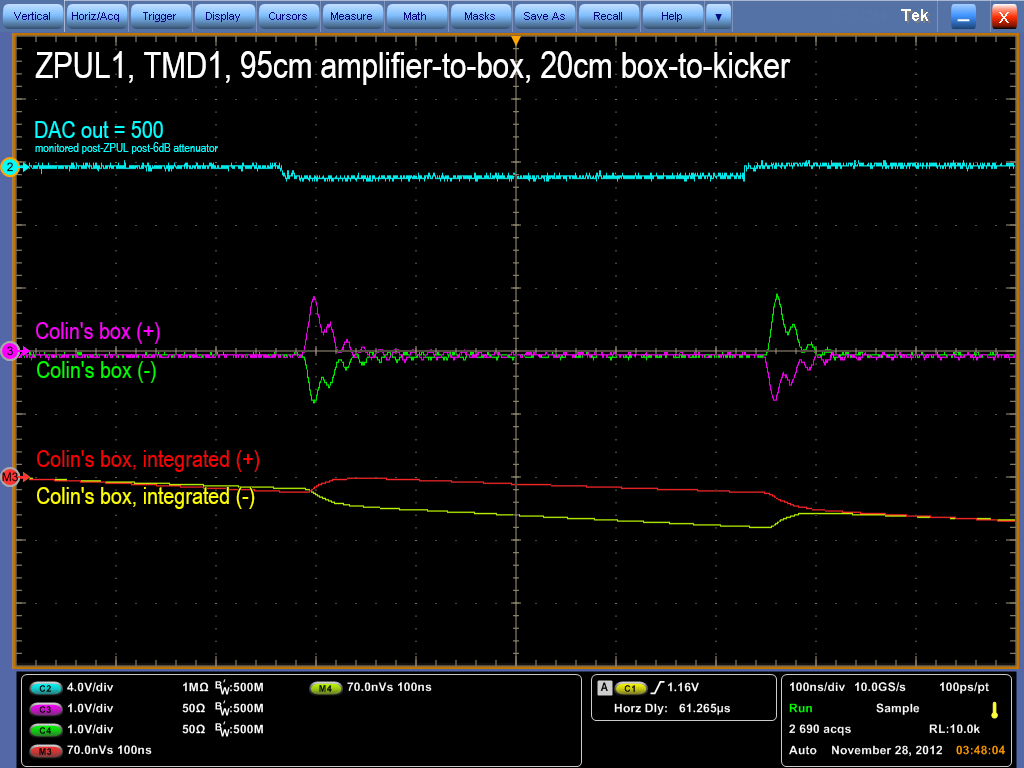 Vertical Horiz/Acq Trigger Display Cursors Measure Math Masks Save As Recall Help Tek X
ZPUL1, TMD1, 95cm amplifier-to-box, 20cm box-to-kicker
DAC out = 500
monitored post-ZPUL post-6dB attenuator
2
Colin's box (+)
3
Colin's box (-)
Colin's box, integrated (+)
M3
Colin's box, integrated (-)
C2 4.0V/div 1MΩ BW:500M M4 70.0nVs 100ns
C3 1.0V/div 50Ω BW:500M
C4 1.0V/div 50Ω BW:500M
M3 70.0nVs 100ns
A C1 1.16V
Horz Dly: 61.265µs
100ns/div 10.0GS/s 100ps/pt
Run Sample
2 690 acqs RL:10.0k
Auto November 28, 2012 03:48:04